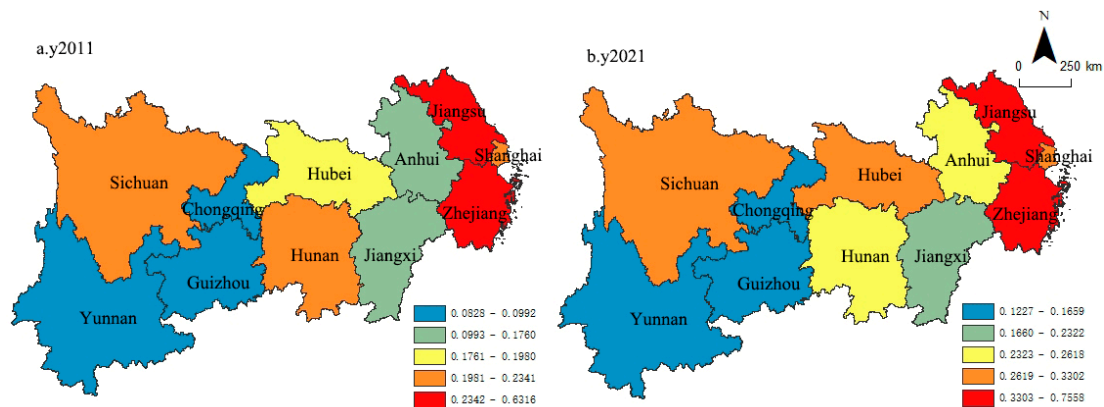 a.y2011
Jiangsu
Anhui
Shanghai
Hubei
Sichuan
Chongqing
Zhejiang
Hunan
Jiangxi
Guizhou
Yunnan
0.0828 - 0.0992
0.0993 - 0.1760
0.1761 - 0.1980
0.1981 - 0.2341
0.2342 - 0.6316
b.y2021
N
0 250 km
Jiangsu
Anhui
Shanghai
Hubei
Sichuan
Chongqing
Zhejiang
Hunan
Jiangxi
Guizhou
Yunnan
0.1227 - 0.1659
0.1660 - 0.2322
0.2323 - 0.2618
0.2619 - 0.3302
0.3303 - 0.7558